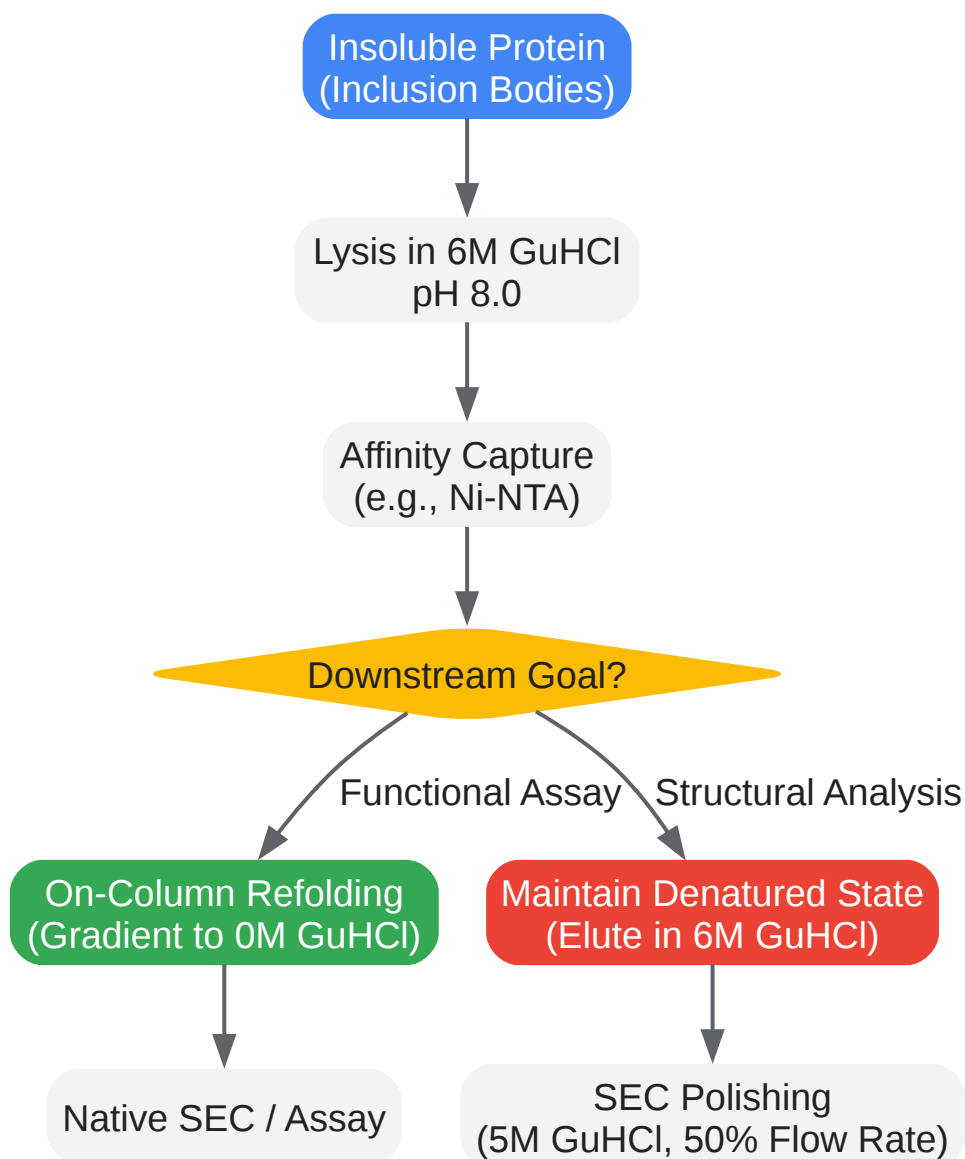 Insoluble Protein
(Inclusion Bodies)
Lysis in 6M GuHCl
pH 8.0
Affinity Capture
(e.g., Ni-NTA)
Downstream Goal?
Functional Assay
Structural Analysis
On-Column Refolding
(Gradient to 0M GuHCl)
Maintain Denatured State
(Elute in 6M GuHCl)
Native SEC / Assay
SEC Polishing
(5M GuHCl, 50% Flow Rate)